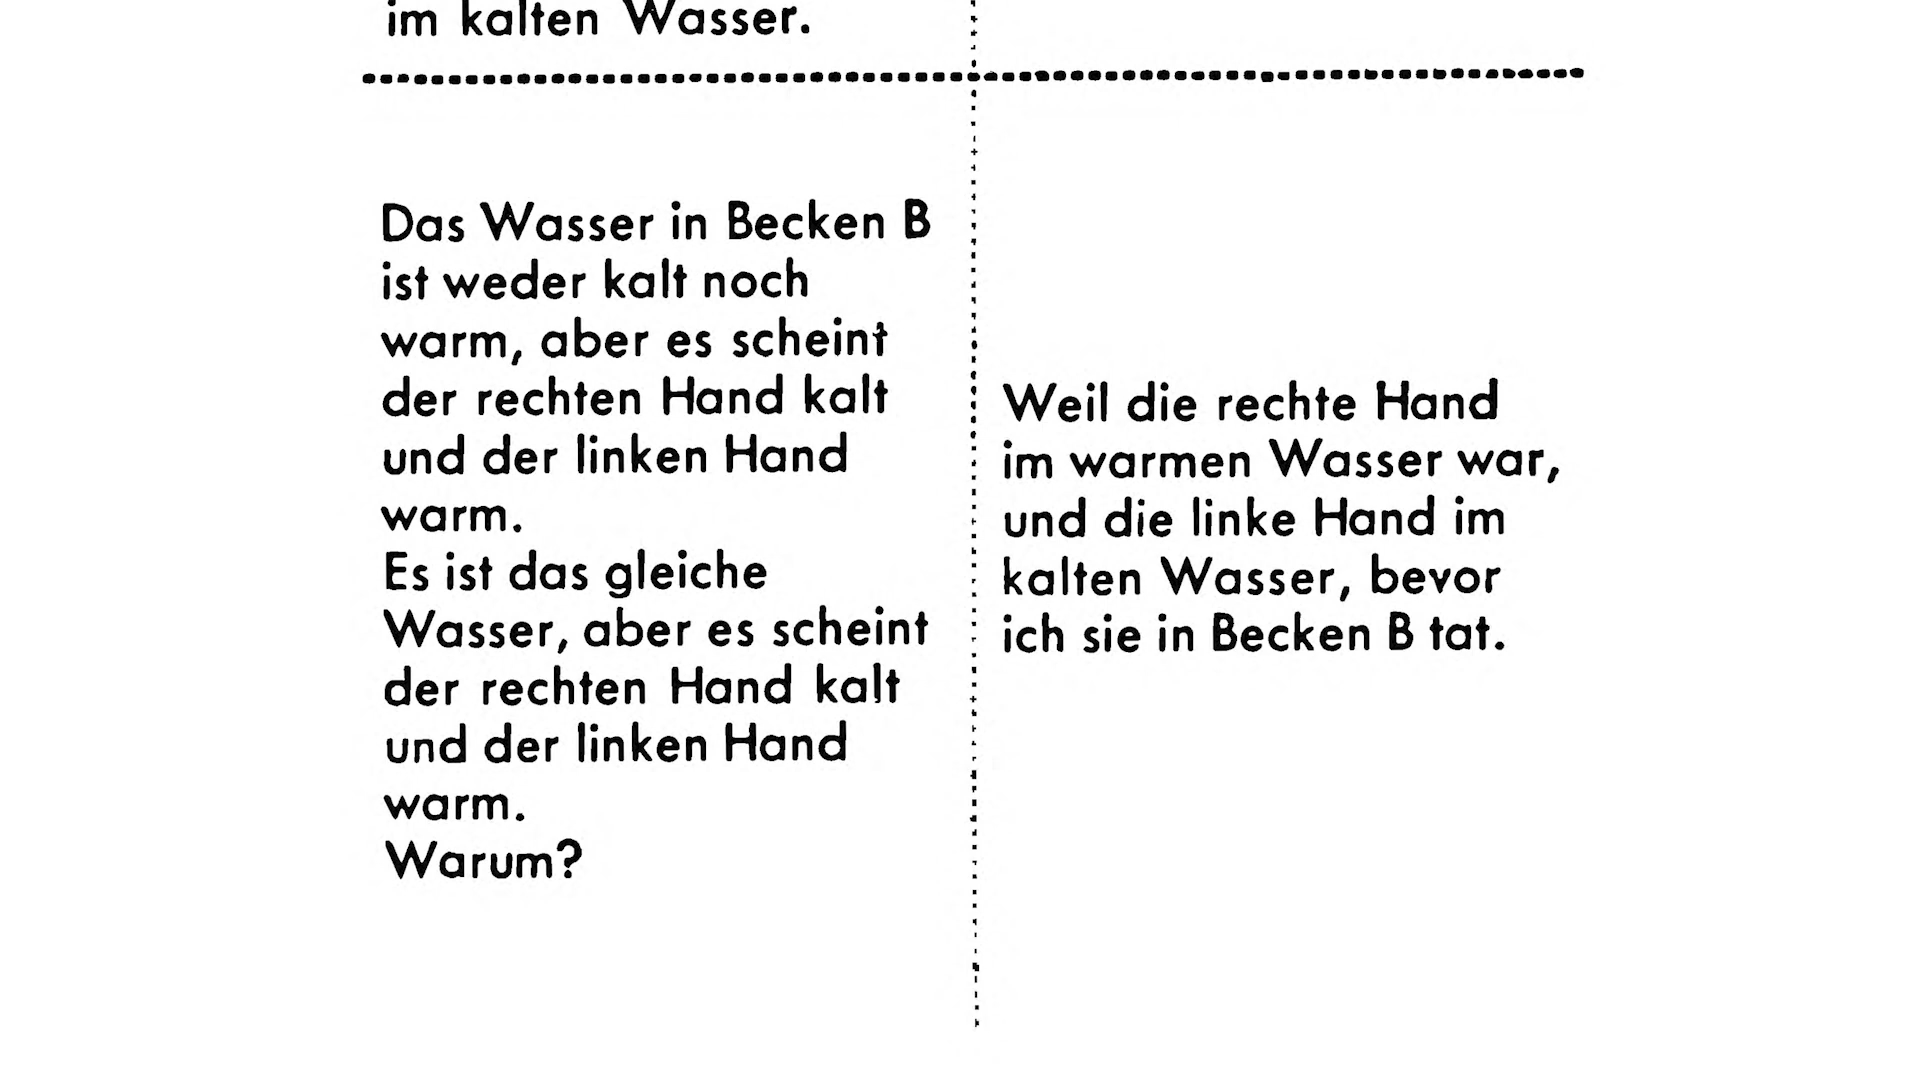 im kalten Wasser.
Das Wasser in Becken B
ist weder kalt noch
warm, aber es scheint
der rechten Hand kalt
und der linken Hand
warm.
Es ist das gleiche
Wasser, aber es scheint
der rechten Hand kalt
und der linken Hand
warm.
Warum?
Weil die rechte Hand
im warmen Wasser war,
und die linke Hand im
kalten Wasser, bevor
ich sie in Becken B tat.